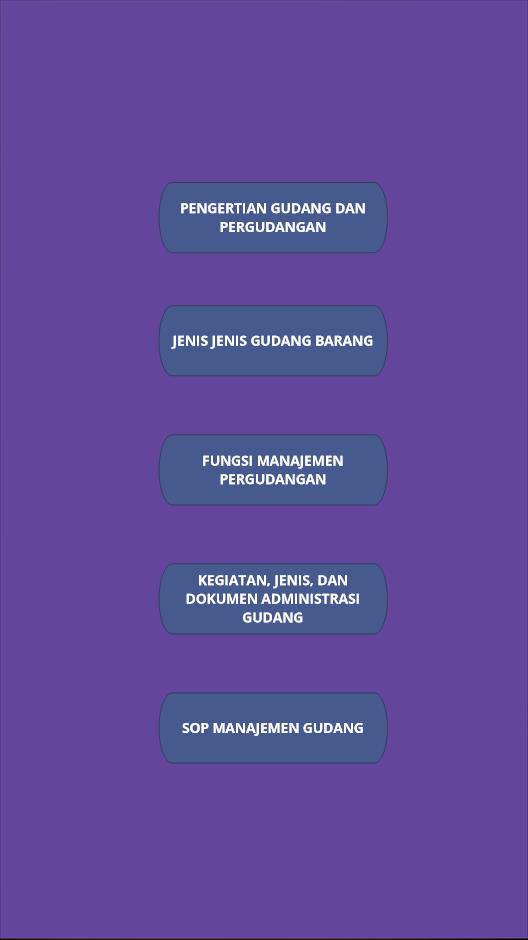 PENGERTIAN GUDANG DAN
PERGUDANGAN
JENIS JENIS GUDANG BARANG
FUNGSI MANAJEMEN
PERGUDANGAN
KEGIATAN, JENIS, DAN
DOKUMEN ADMINISTRASI
GUDANG
SOP MANAJEMEN GUDANG